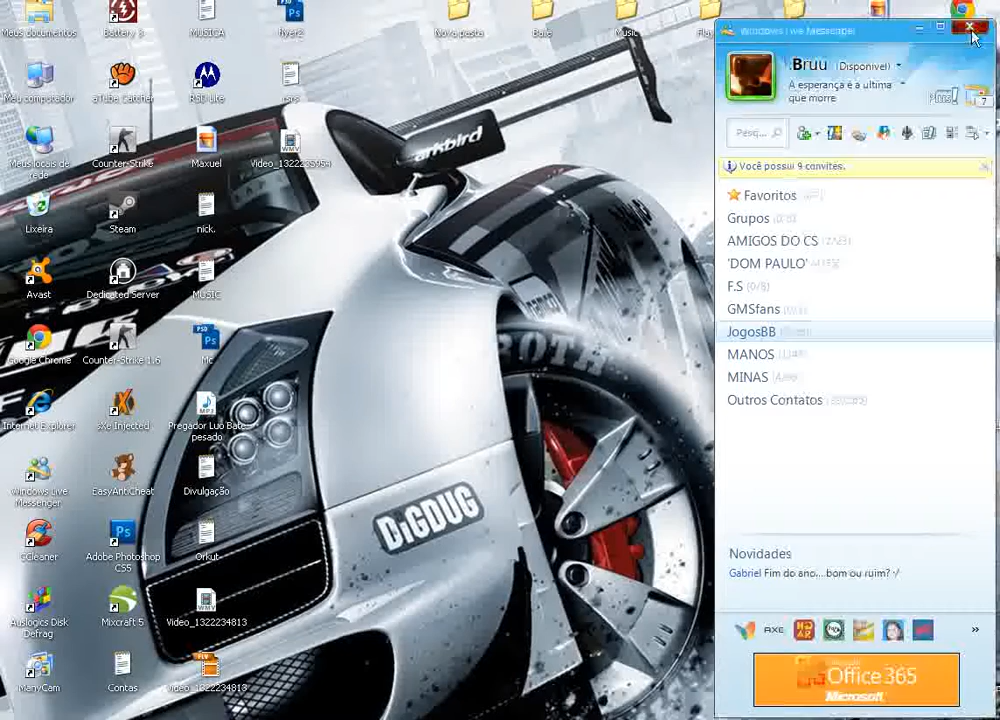 Meus documentos
Battery 3
MUSICA
flyer2
Nova pasta
Baile
Music
Meu computador
aTube Catcher
RSD Lite
Meus locais de
rede
Counter-Strike
Maxuel
Video_1322235954
Lixeira
Steam
nick.
Avast
Dedicated Server
MUSIC
Google Chrome
Counter-Strike 1.6
Mc
Internet Explorer
sXe Injected
Pregador Luo Bate
pesado
Windows Live
Messenger
EasyAntiCheat
Divulgação
CCleaner
Adobe Photoshop
CS5
Orkut
Auslogics Disk
Defrag
Mixcraft 5
Video_1322234813
ManyCam
Contas
Video_1322234813
arkbird
DiGDUG
Windows Live Messenger
.Bruu (Disponível)
A esperança é a ultima
que morre
7
Pesq...
Você possui 9 convites.
Favoritos
Grupos
AMIGOS DO CS
'DOM PAULO'
F.S (0/5)
GMSfans
JogosBB
MANOS
MINAS
Outros Contatos
Novidades
Gabriel Fim do ano...bom ou ruim? :/
AXE
Office 365
Microsoft